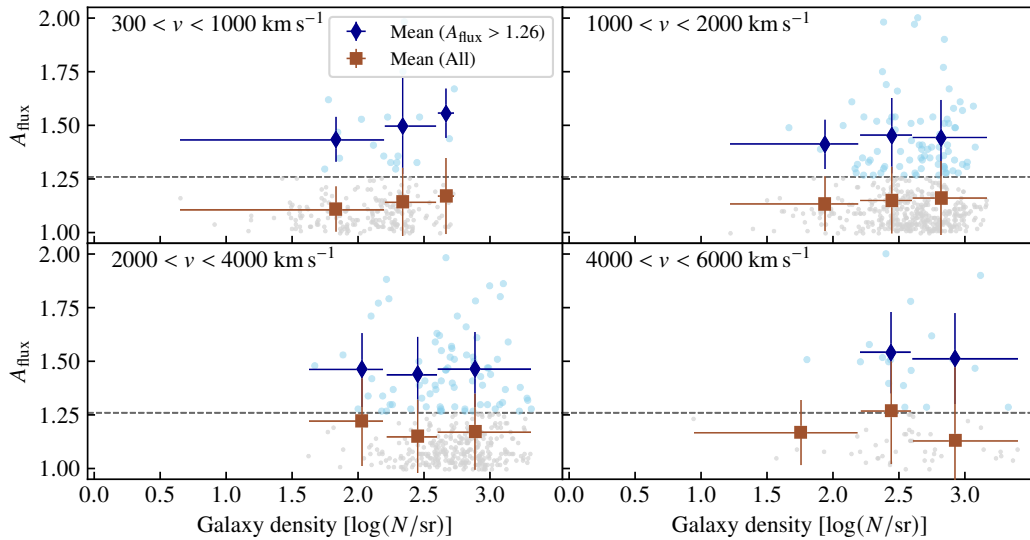 300 < v < 1000 km s⁻¹
Mean (A_flux > 1.26)
Mean (All)
1000 < v < 2000 km s⁻¹
2000 < v < 4000 km s⁻¹
4000 < v < 6000 km s⁻¹
A_flux
2.00
1.75
1.50
1.25
1.00
A_flux
2.00
1.75
1.50
1.25
1.00
0.0 0.5 1.0 1.5 2.0 2.5 3.0
0.0 0.5 1.0 1.5 2.0 2.5 3.0
Galaxy density [log(N/sr)]
Galaxy density [log(N/sr)]